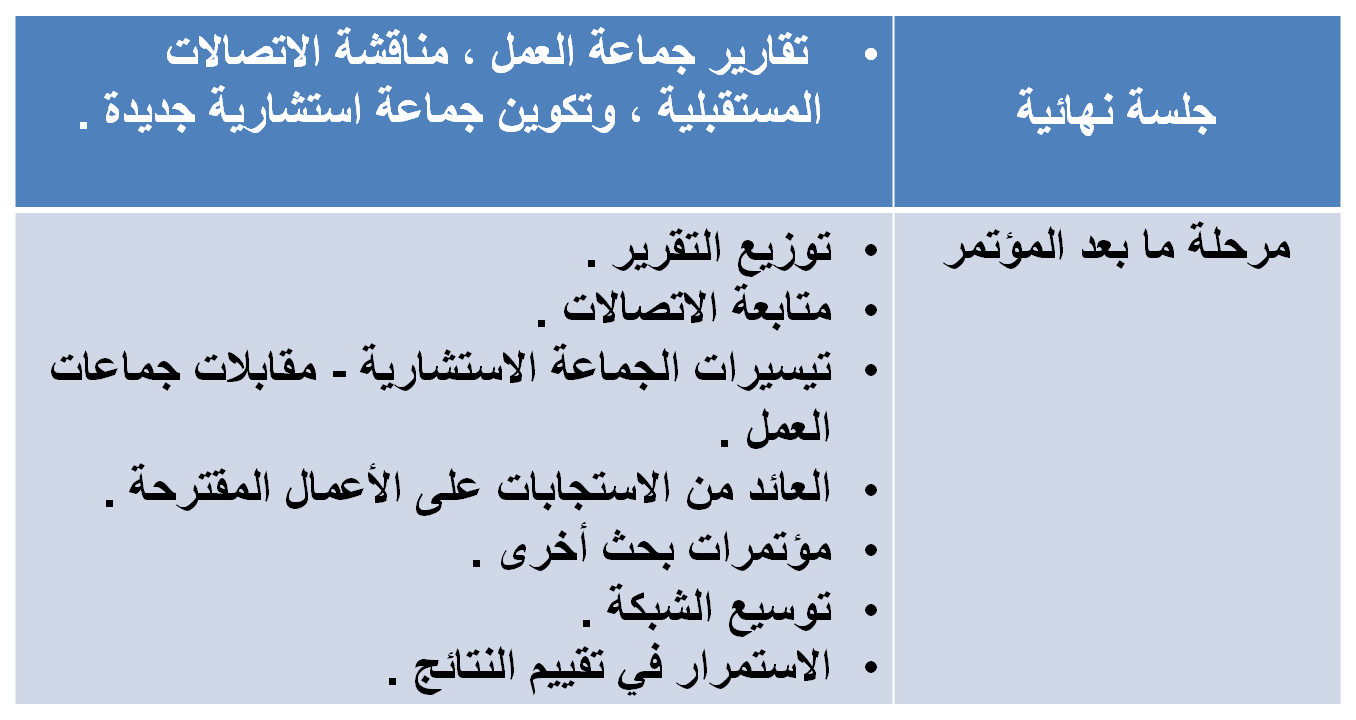 جلسة نهائية
• تقارير جماعة العمل ، مناقشة الاتصالات
المستقبلية ، وتكوين جماعة استشارية جديدة .
مرحلة ما بعد المؤتمر
• توزيع التقرير .
• متابعة الاتصالات .
• تيسيرات الجماعة الاستشارية - مقابلات جماعات
العمل .
• العائد من الاستجابات على الأعمال المقترحة .
• مؤتمرات بحث أخرى .
• توسيع الشبكة .
• الاستمرار في تقييم النتائج .